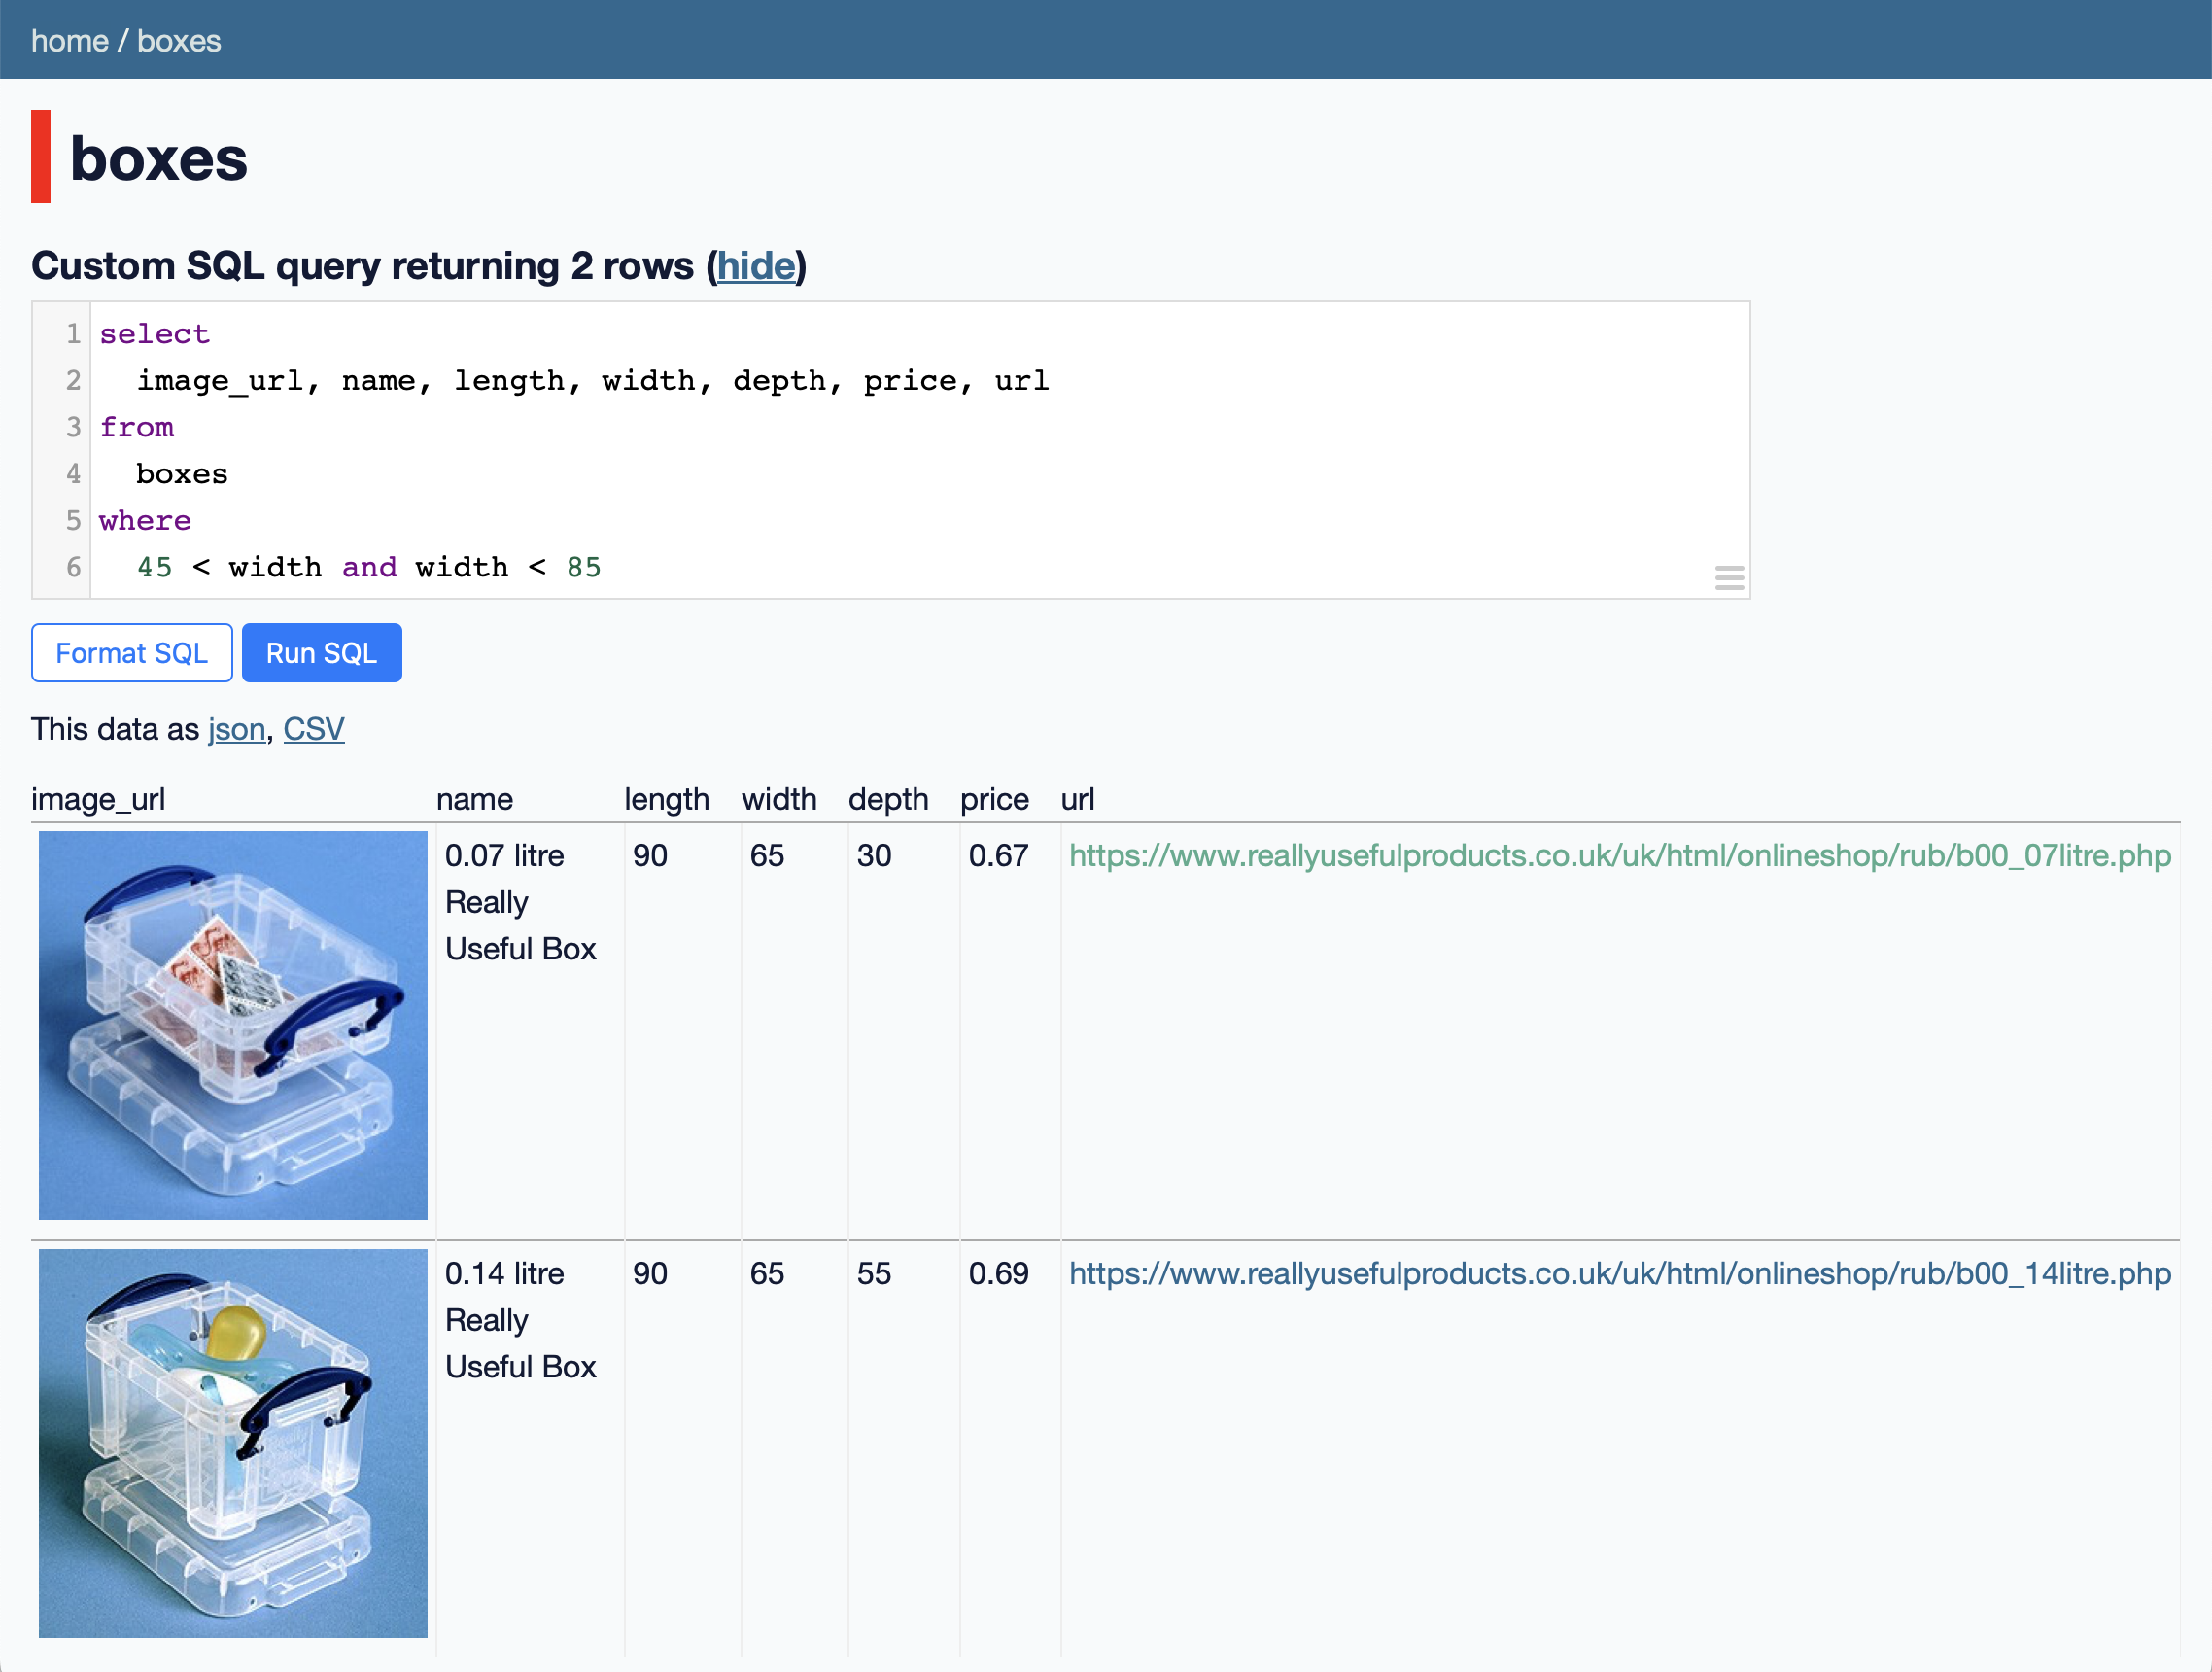 home / boxes
boxes
Custom SQL query returning 2 rows (hide)
1 select
2   image_url, name, length, width, depth, price, url
3 from
4   boxes
5 where
6   45 < width and width < 85
Format SQL Run SQL
This data as json, CSV
image_url name length width depth price url
0.07 litre 90 65 30 0.67 https://www.reallyusefulproducts.co.uk/uk/html/onlineshop/rub/b00_07litre.php
Really
Useful Box
0.14 litre 90 65 55 0.69 https://www.reallyusefulproducts.co.uk/uk/html/onlineshop/rub/b00_14litre.php
Really
Useful Box